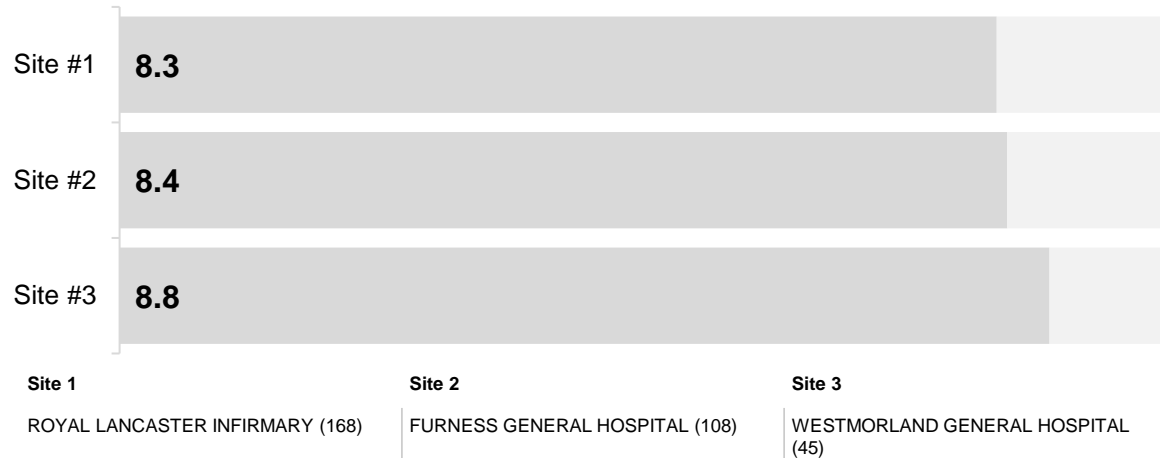 Site #1 8.3
Site #2 8.4
Site #3 8.8
Site 1 Site 2 Site 3
ROYAL LANCASTER INFIRMARY (168) FURNESS GENERAL HOSPITAL (108) WESTMORLAND GENERAL HOSPITAL
(45)